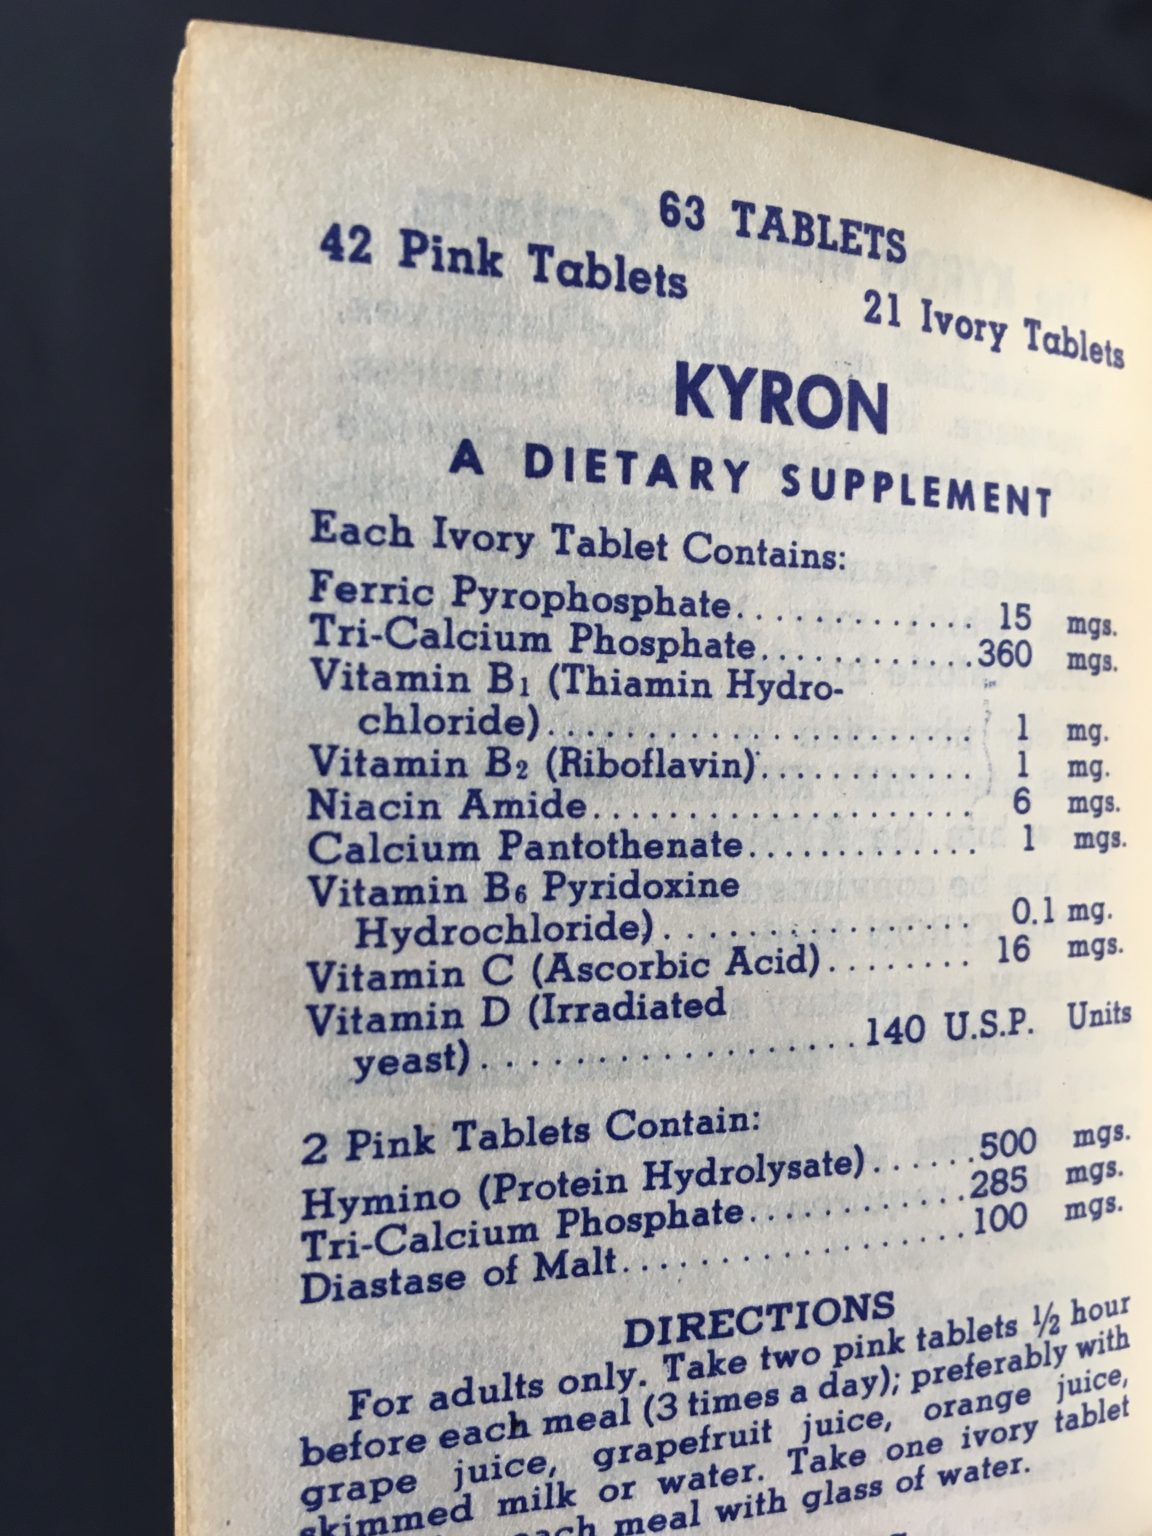 63 TABLETS
42 Pink Tablets
21 Ivory Tablets
KYRON
A DIETARY SUPPLEMENT
Each Ivory Tablet Contains:
Ferric Pyrophosphate............. 15 mgs.
Tri-Calcium Phosphate............360 mgs.
Vitamin B1 (Thiamin Hydro-
chloride)....................... 1 mg.
Vitamin B2 (Riboflavin)............ 1 mg.
Niacin Amide..................... 6 mgs.
Calcium Pantothenate............. 1 mgs.
Vitamin B6 Pyridoxine
Hydrochloride)................ 0.1 mg.
Vitamin C (Ascorbic Acid)........ 16 mgs.
Vitamin D (Irradiated
yeast)...................140 U.S.P. Units
2 Pink Tablets Contain:
Hymino (Protein Hydrolysate)......500 mgs.
Tri-Calcium Phosphate............285 mgs.
Diastase of Malt...................100 mgs.
DIRECTIONS
For adults only. Take two pink tablets ½ hour
before each meal (3 times a day); preferably with
grape juice, grapefruit juice, orange juice,
skimmed milk or water. Take one ivory tablet
each meal with glass of water.